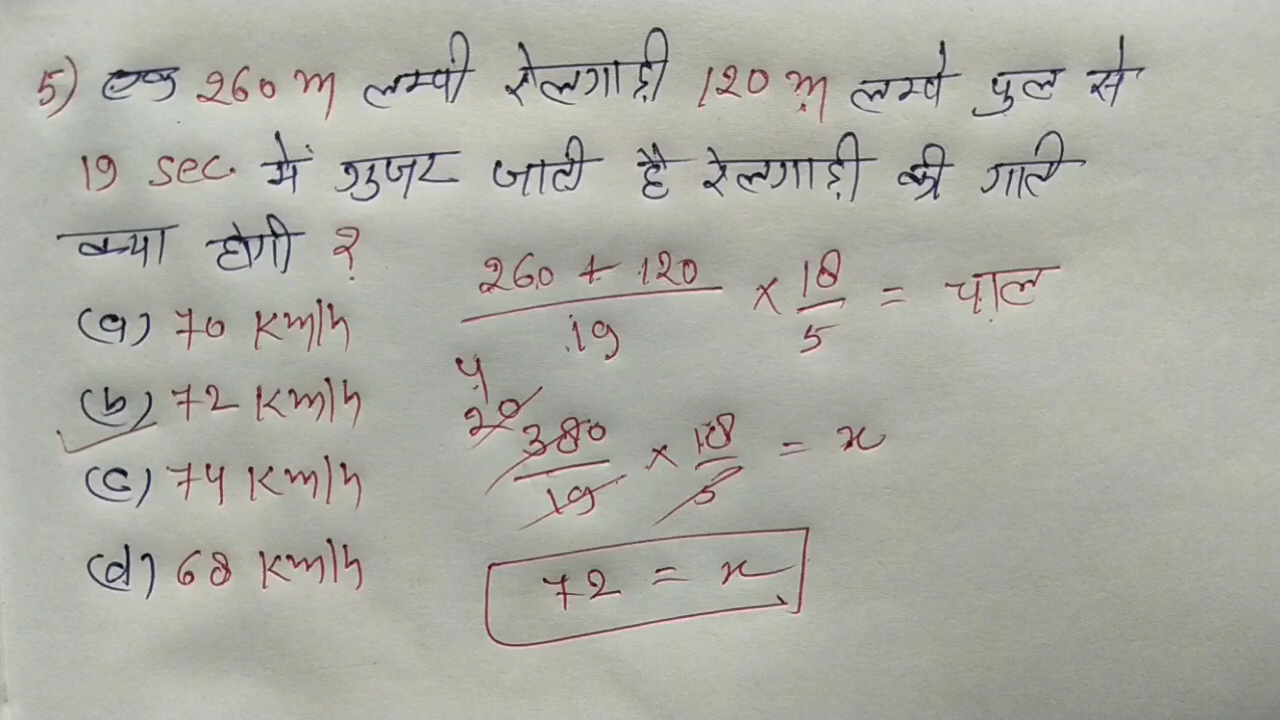 5) एक 260 m लम्बी रेलगाड़ी 120 m लम्बे पुल से
19 sec. में गुजर जाती है रेलगाड़ी की गति
क्या होगी ?
(a) 70 km/h
(b) 72 km/h
(c) 74 km/h
(d) 68 km/h
260 + 120
19
× 18/5 = चाल
4
20
380/19 × 18/5 = x
72 = x